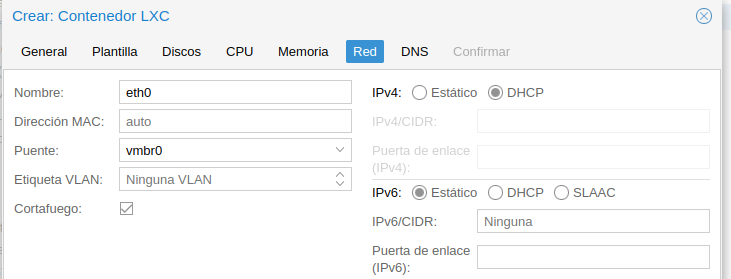 Crear: Contenedor LXC
General Plantilla Discos CPU Memoria Red DNS Confirmar
Nombre: eth0
Dirección MAC: auto
Puente: vmbr0
Etiqueta VLAN: Ninguna VLAN
Cortafuego:
IPv4: Estático DHCP
IPv4/CIDR:
Puerta de enlace
(IPv4):
IPv6: Estático DHCP SLAAC
IPv6/CIDR: Ninguna
Puerta de enlace
(IPv6):